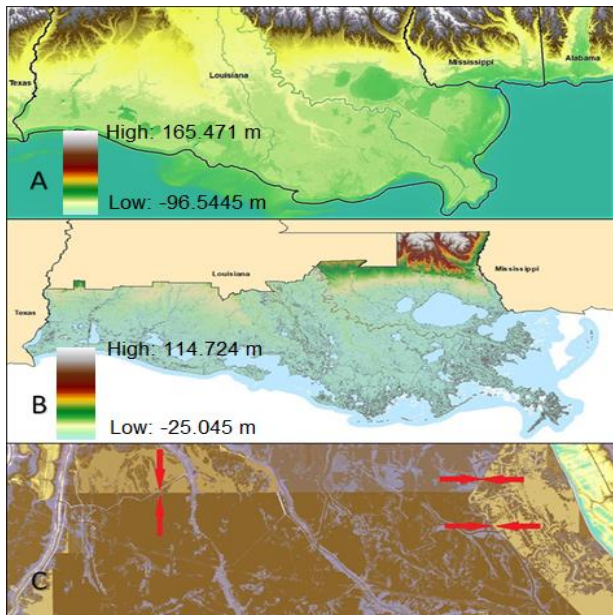 Texas
Louisiana
Mississippi
Alabama
High: 165.471 m
A
Low: -96.5445 m
Louisiana
Mississippi
Texas
High: 114.724 m
B
Low: -25.045 m
C